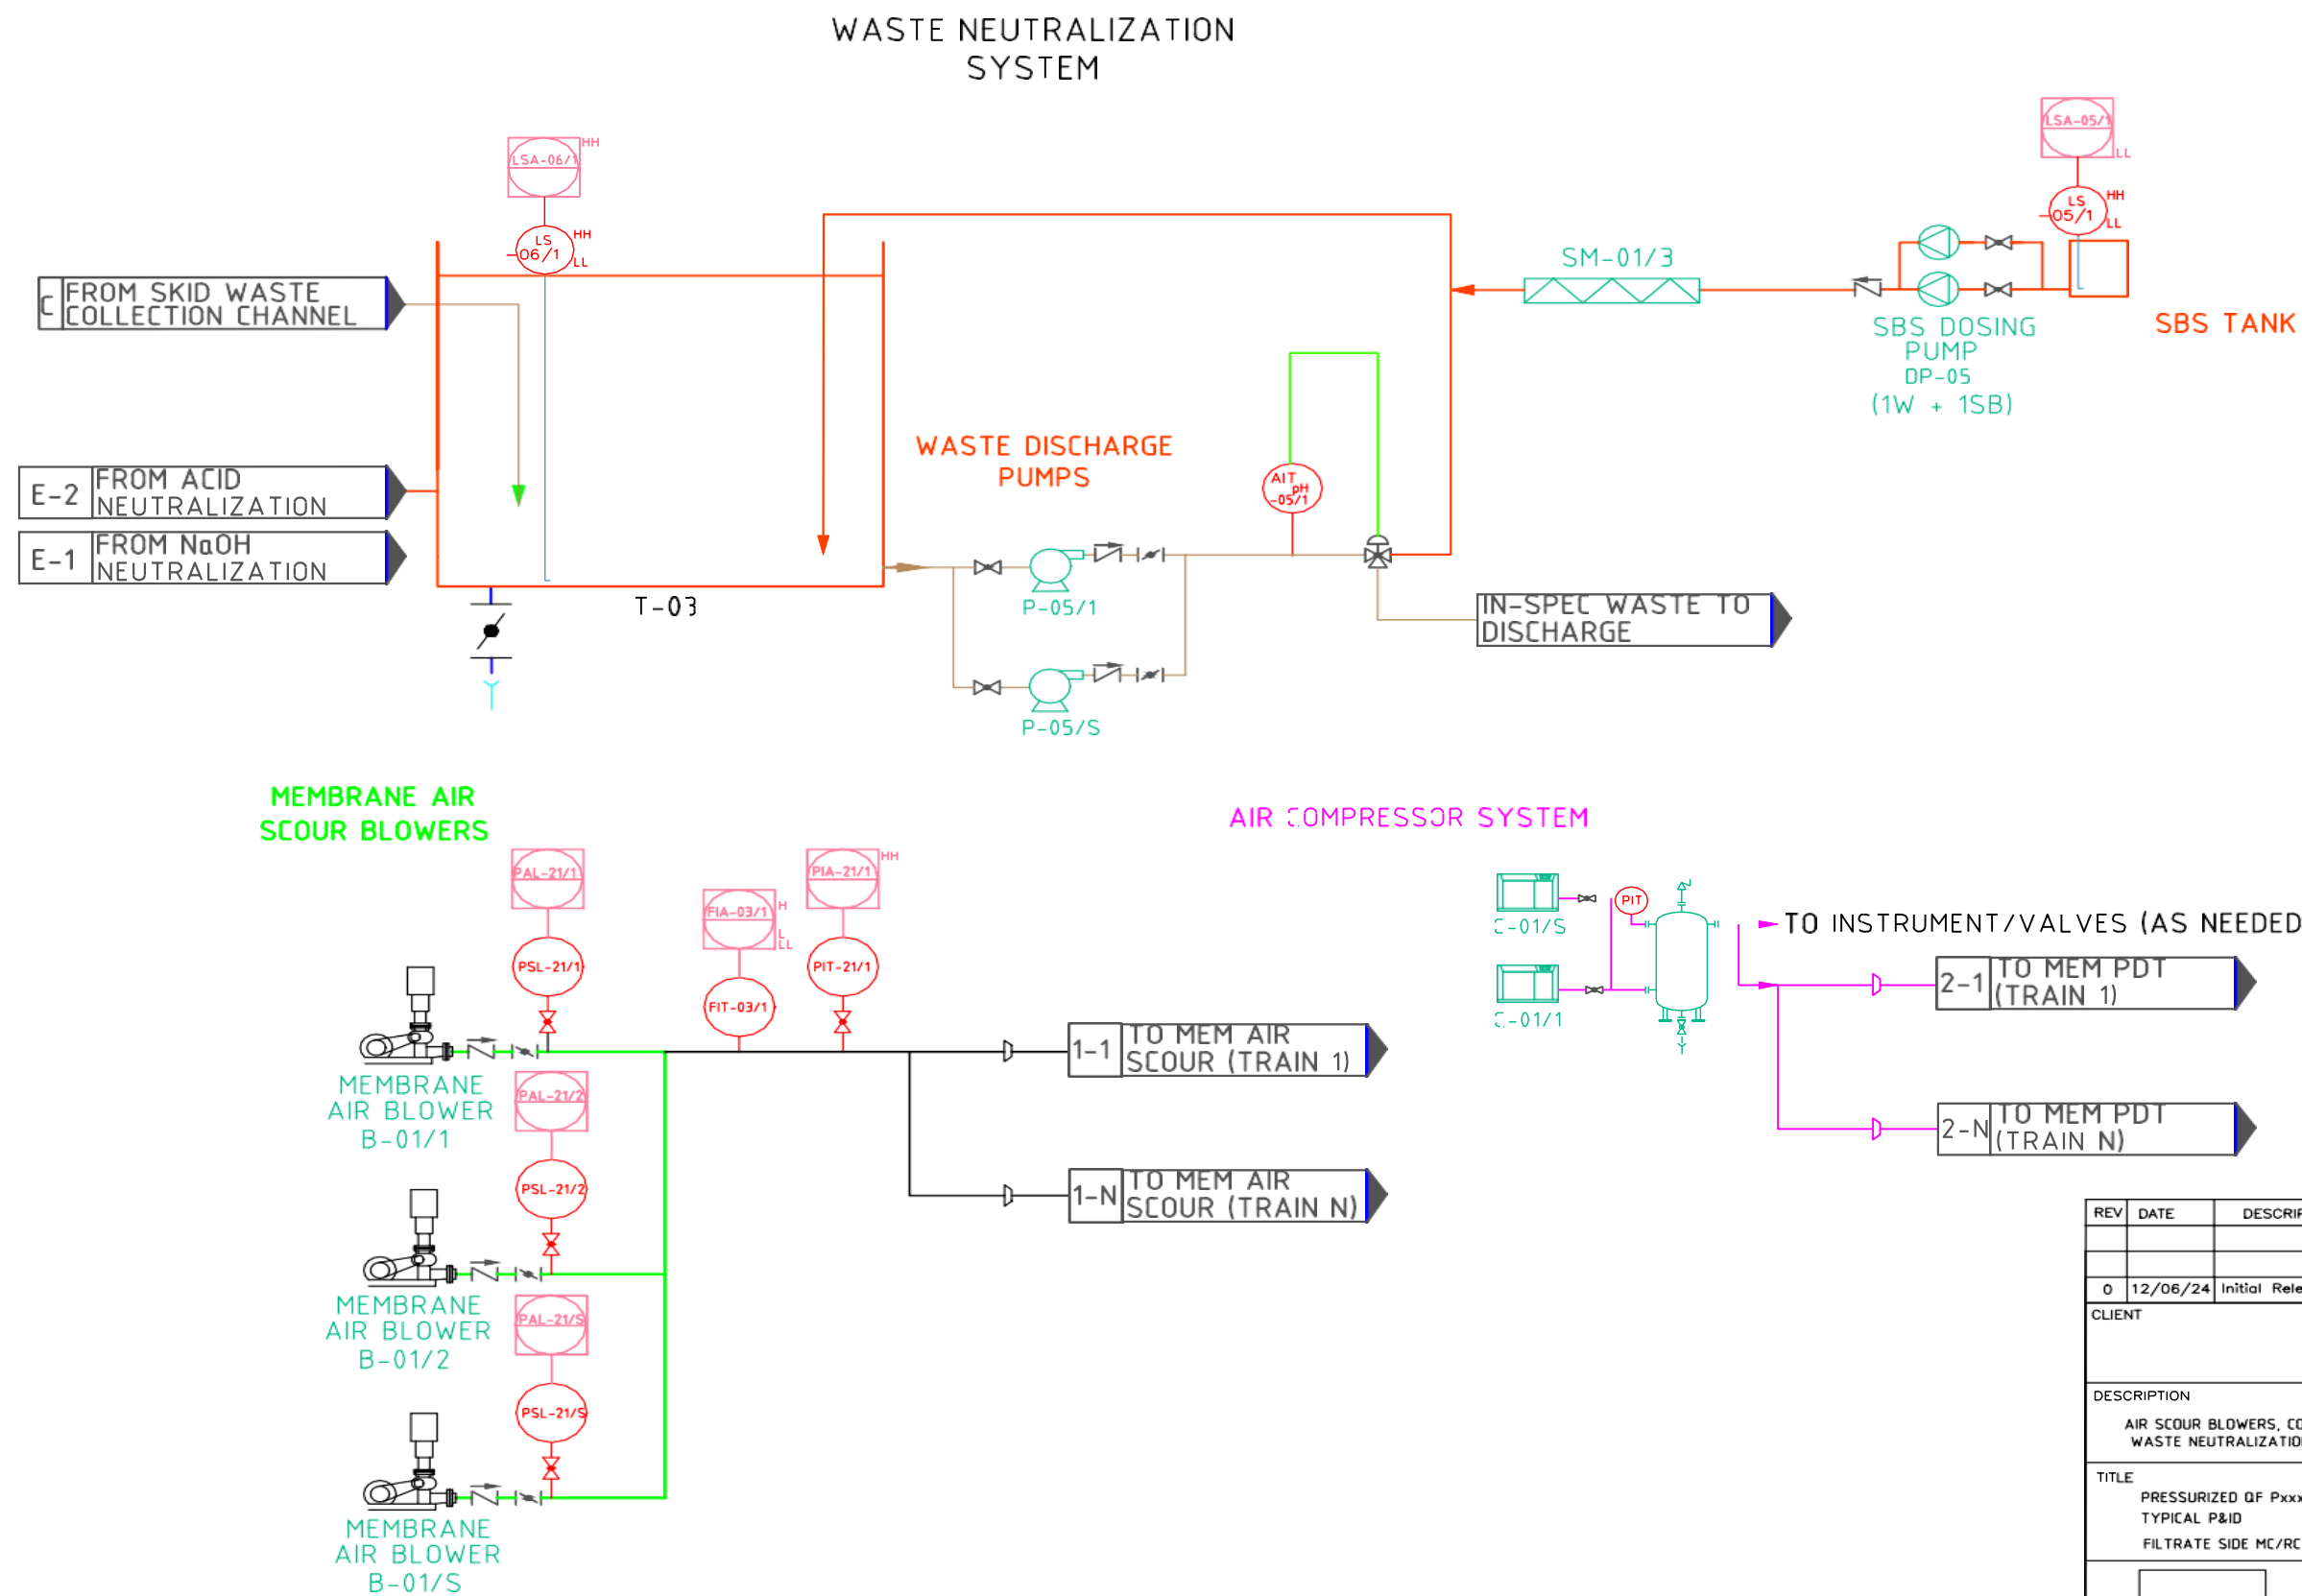 WASTE NEUTRALIZATION
SYSTEM
LSA-06/1
HH
LS
-06/1
HH
LL
LSA-05/1
LL
LS
-05/1
HH
LL
C
FROM SKID WASTE
COLLECTION CHANNEL
E-2
FROM ACID
NEUTRALIZATION
E-1
FROM NaOH
NEUTRALIZATION
T-03
WASTE DISCHARGE
PUMPS
P-05/1
P-05/S
AIT
pH
-05/1
SM-01/3
SBS DOSING
PUMP
DP-05
(1W + 1SB)
SBS TANK
IN-SPEC WASTE TO
DISCHARGE
MEMBRANE AIR
SCOUR BLOWERS
PAL-21/1
PSL-21/1
FIA-03/1
H
L
LL
FIT-03/1
PIA-21/1
HH
PIT-21/1
MEMBRANE
AIR BLOWER
B-01/1
PAL-21/2
PSL-21/2
MEMBRANE
AIR BLOWER
B-01/2
PAL-21/S
PSL-21/S
MEMBRANE
AIR BLOWER
B-01/S
1-1
TO MEM AIR
SCOUR (TRAIN 1)
1-N
TO MEM AIR
SCOUR (TRAIN N)
AIR COMPRESSOR SYSTEM
C-01/S
C-01/1
PIT
Y
TO INSTRUMENT/VALVES (AS NEEDED
2-1
TO MEM PDT
(TRAIN 1)
2-N
TO MEM PDT
(TRAIN N)
REV DATE DESCRIP
0 12/06/24 Initial Rele
CLIENT
DESCRIPTION
AIR SCOUR BLOWERS, CO
WASTE NEUTRALIZATIO
TITLE
PRESSURIZED QF Pxxx
TYPICAL P&ID
FILTRATE SIDE MC/RC